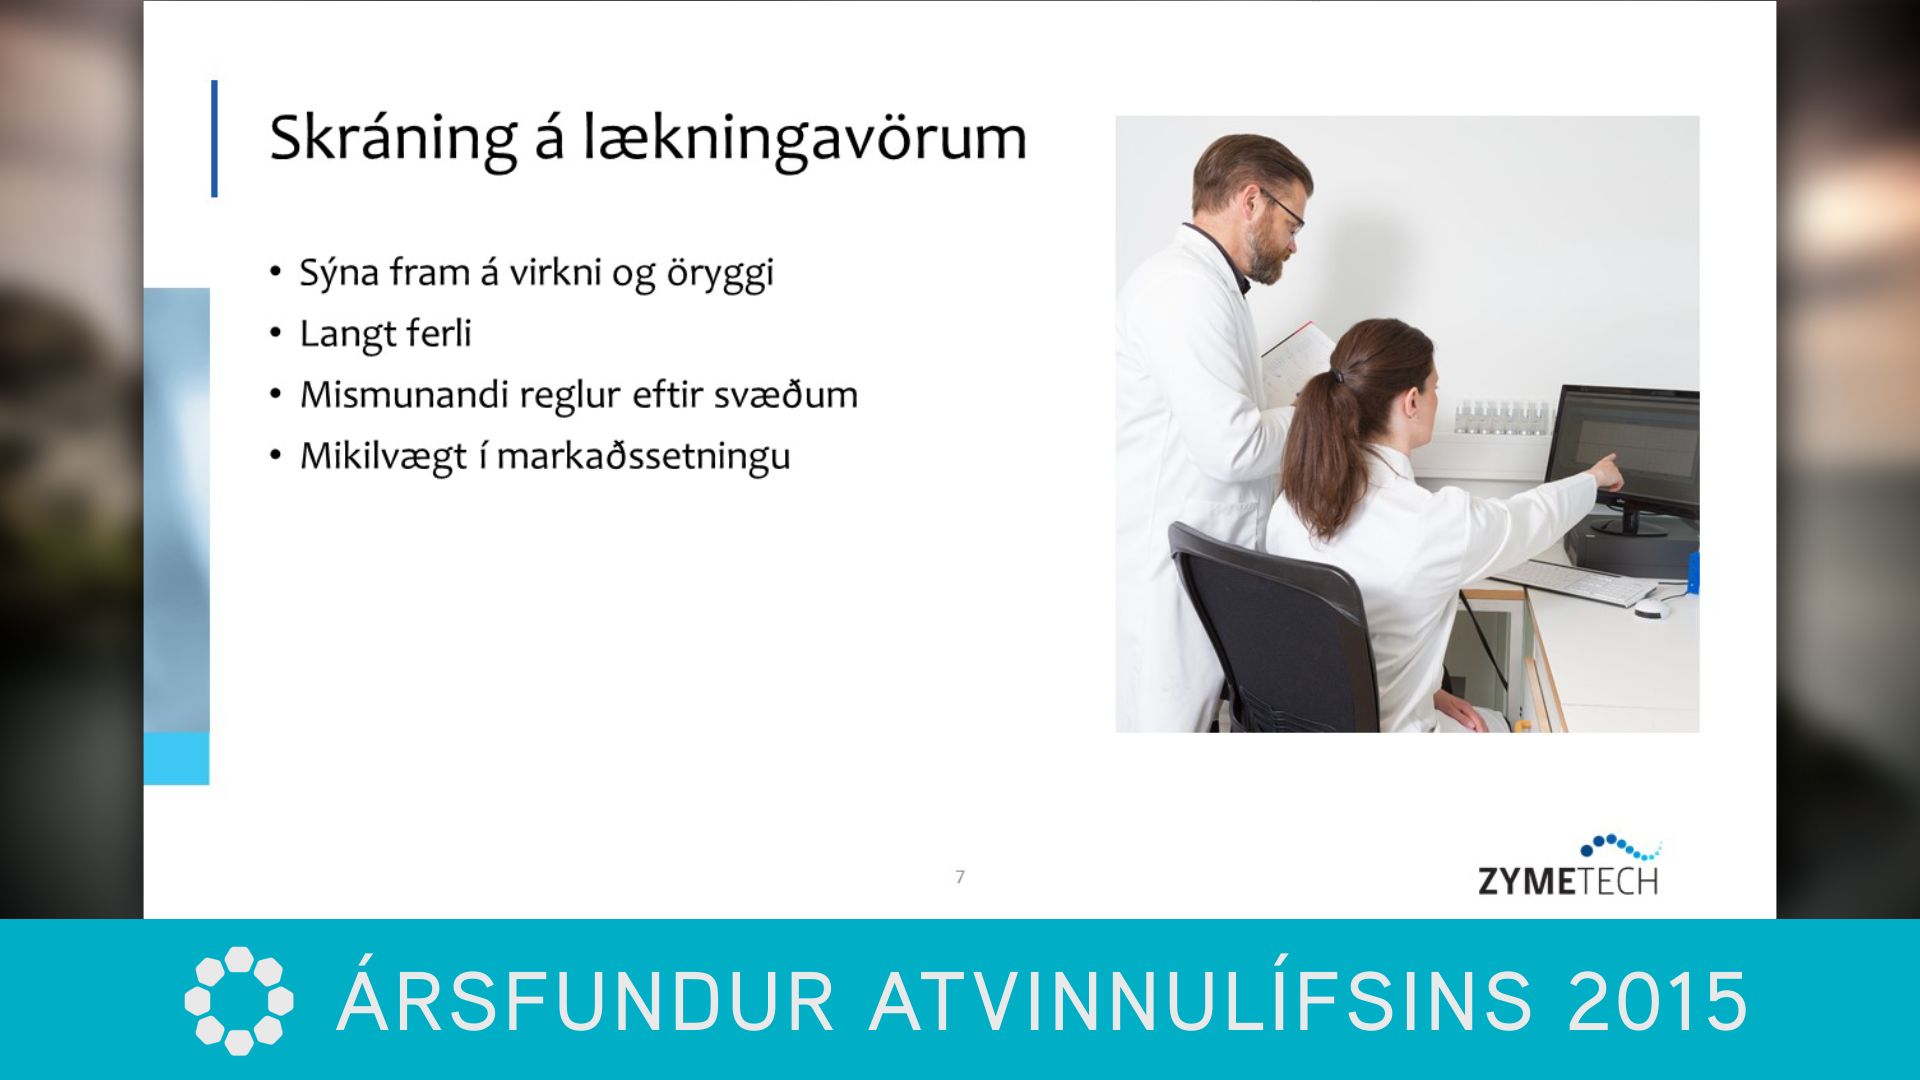 Skráning á lækningavörum
• Sýna fram á virkni og öryggi
• Langt ferli
• Mismunandi reglur eftir svæðum
• Mikilvægt í markaðssetningu
7
ZYMETECH
ÁRSFUNDUR ATVINNULÍFSINS 2015